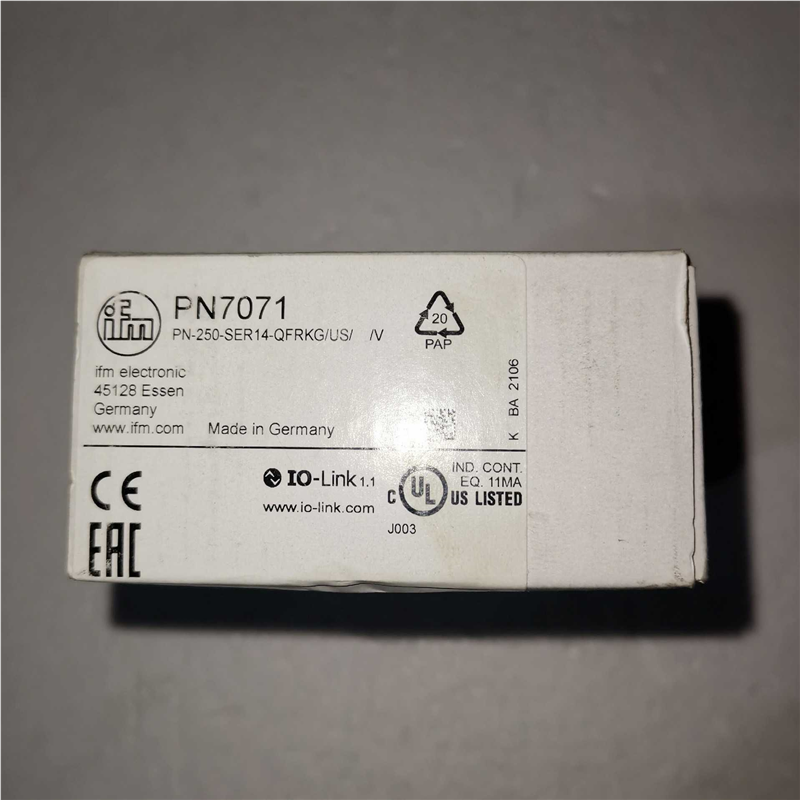 ifm
PN7071
PN-250-SER14-QFRKG/US/ /V
20
PAP
ifm electronic
45128 Essen
Germany
www.ifm.com
Made in Germany
K BA 2106
CE
EAC
IO-Link 1.1
www.io-link.com
C UL US LISTED
IND. CONT.
EQ. 11MA
J003